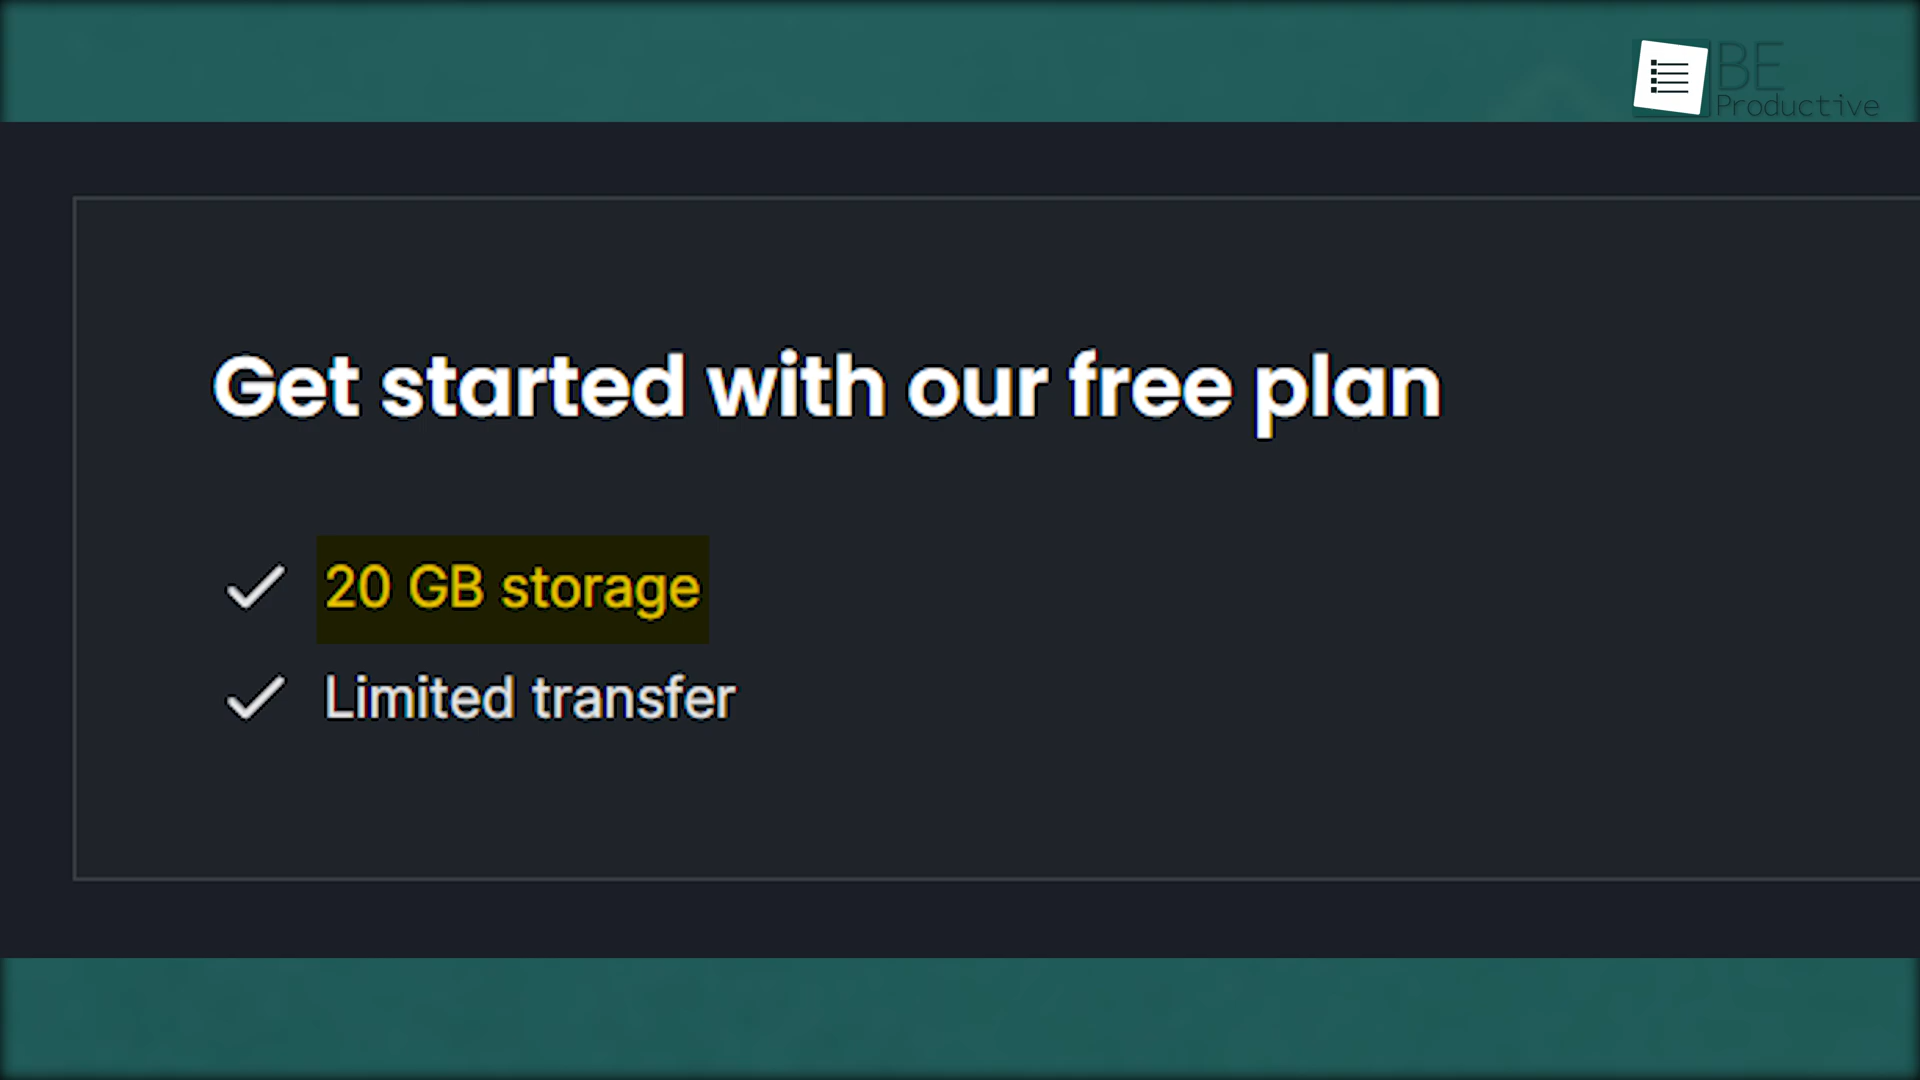 BE
Productive
Get started with our free plan
20 GB storage
Limited transfer